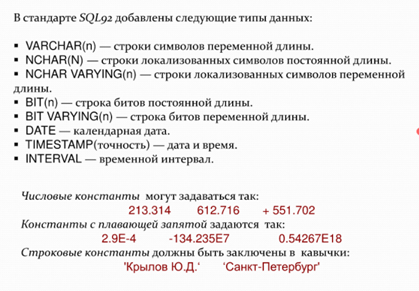 В стандарте SQL92 добавлены следующие типы данных:
▪ VARCHAR(n) — строки символов переменной длины.
▪ NCHAR(N) — строки локализованных символов постоянной длины.
▪ NCHAR VARYING(n) — строки локализованных символов переменной
длины.
▪ BIT(n) — строка битов постоянной длины.
▪ BIT VARYING(n) — строка битов переменной длины.
▪ DATE — календарная дата.
▪ TIMESTAMP(точность) — дата и время.
▪ INTERVAL — временной интервал.
Числовые константы могут задаваться так:
213.314 612.716 + 551.702
Константы с плавающей запятой задаются так:
2.9E-4 -134.235E7 0.54267E18
Строковые константы должны быть заключены в кавычки:
'Крылов Ю.Д.' 'Санкт-Петербург'